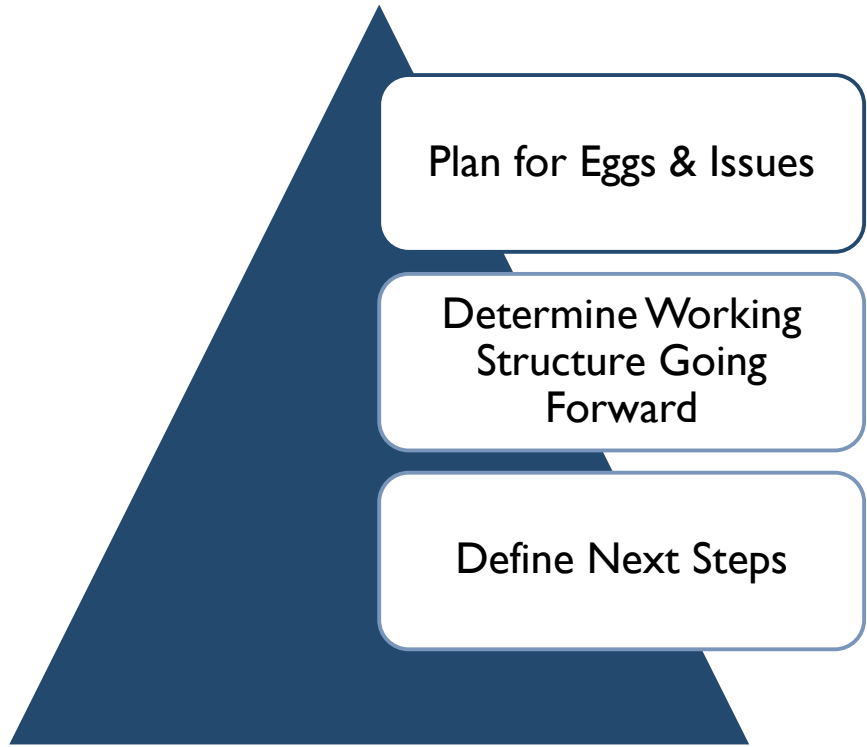 Plan for Eggs & Issues
Determine Working
Structure Going
Forward
Define Next Steps